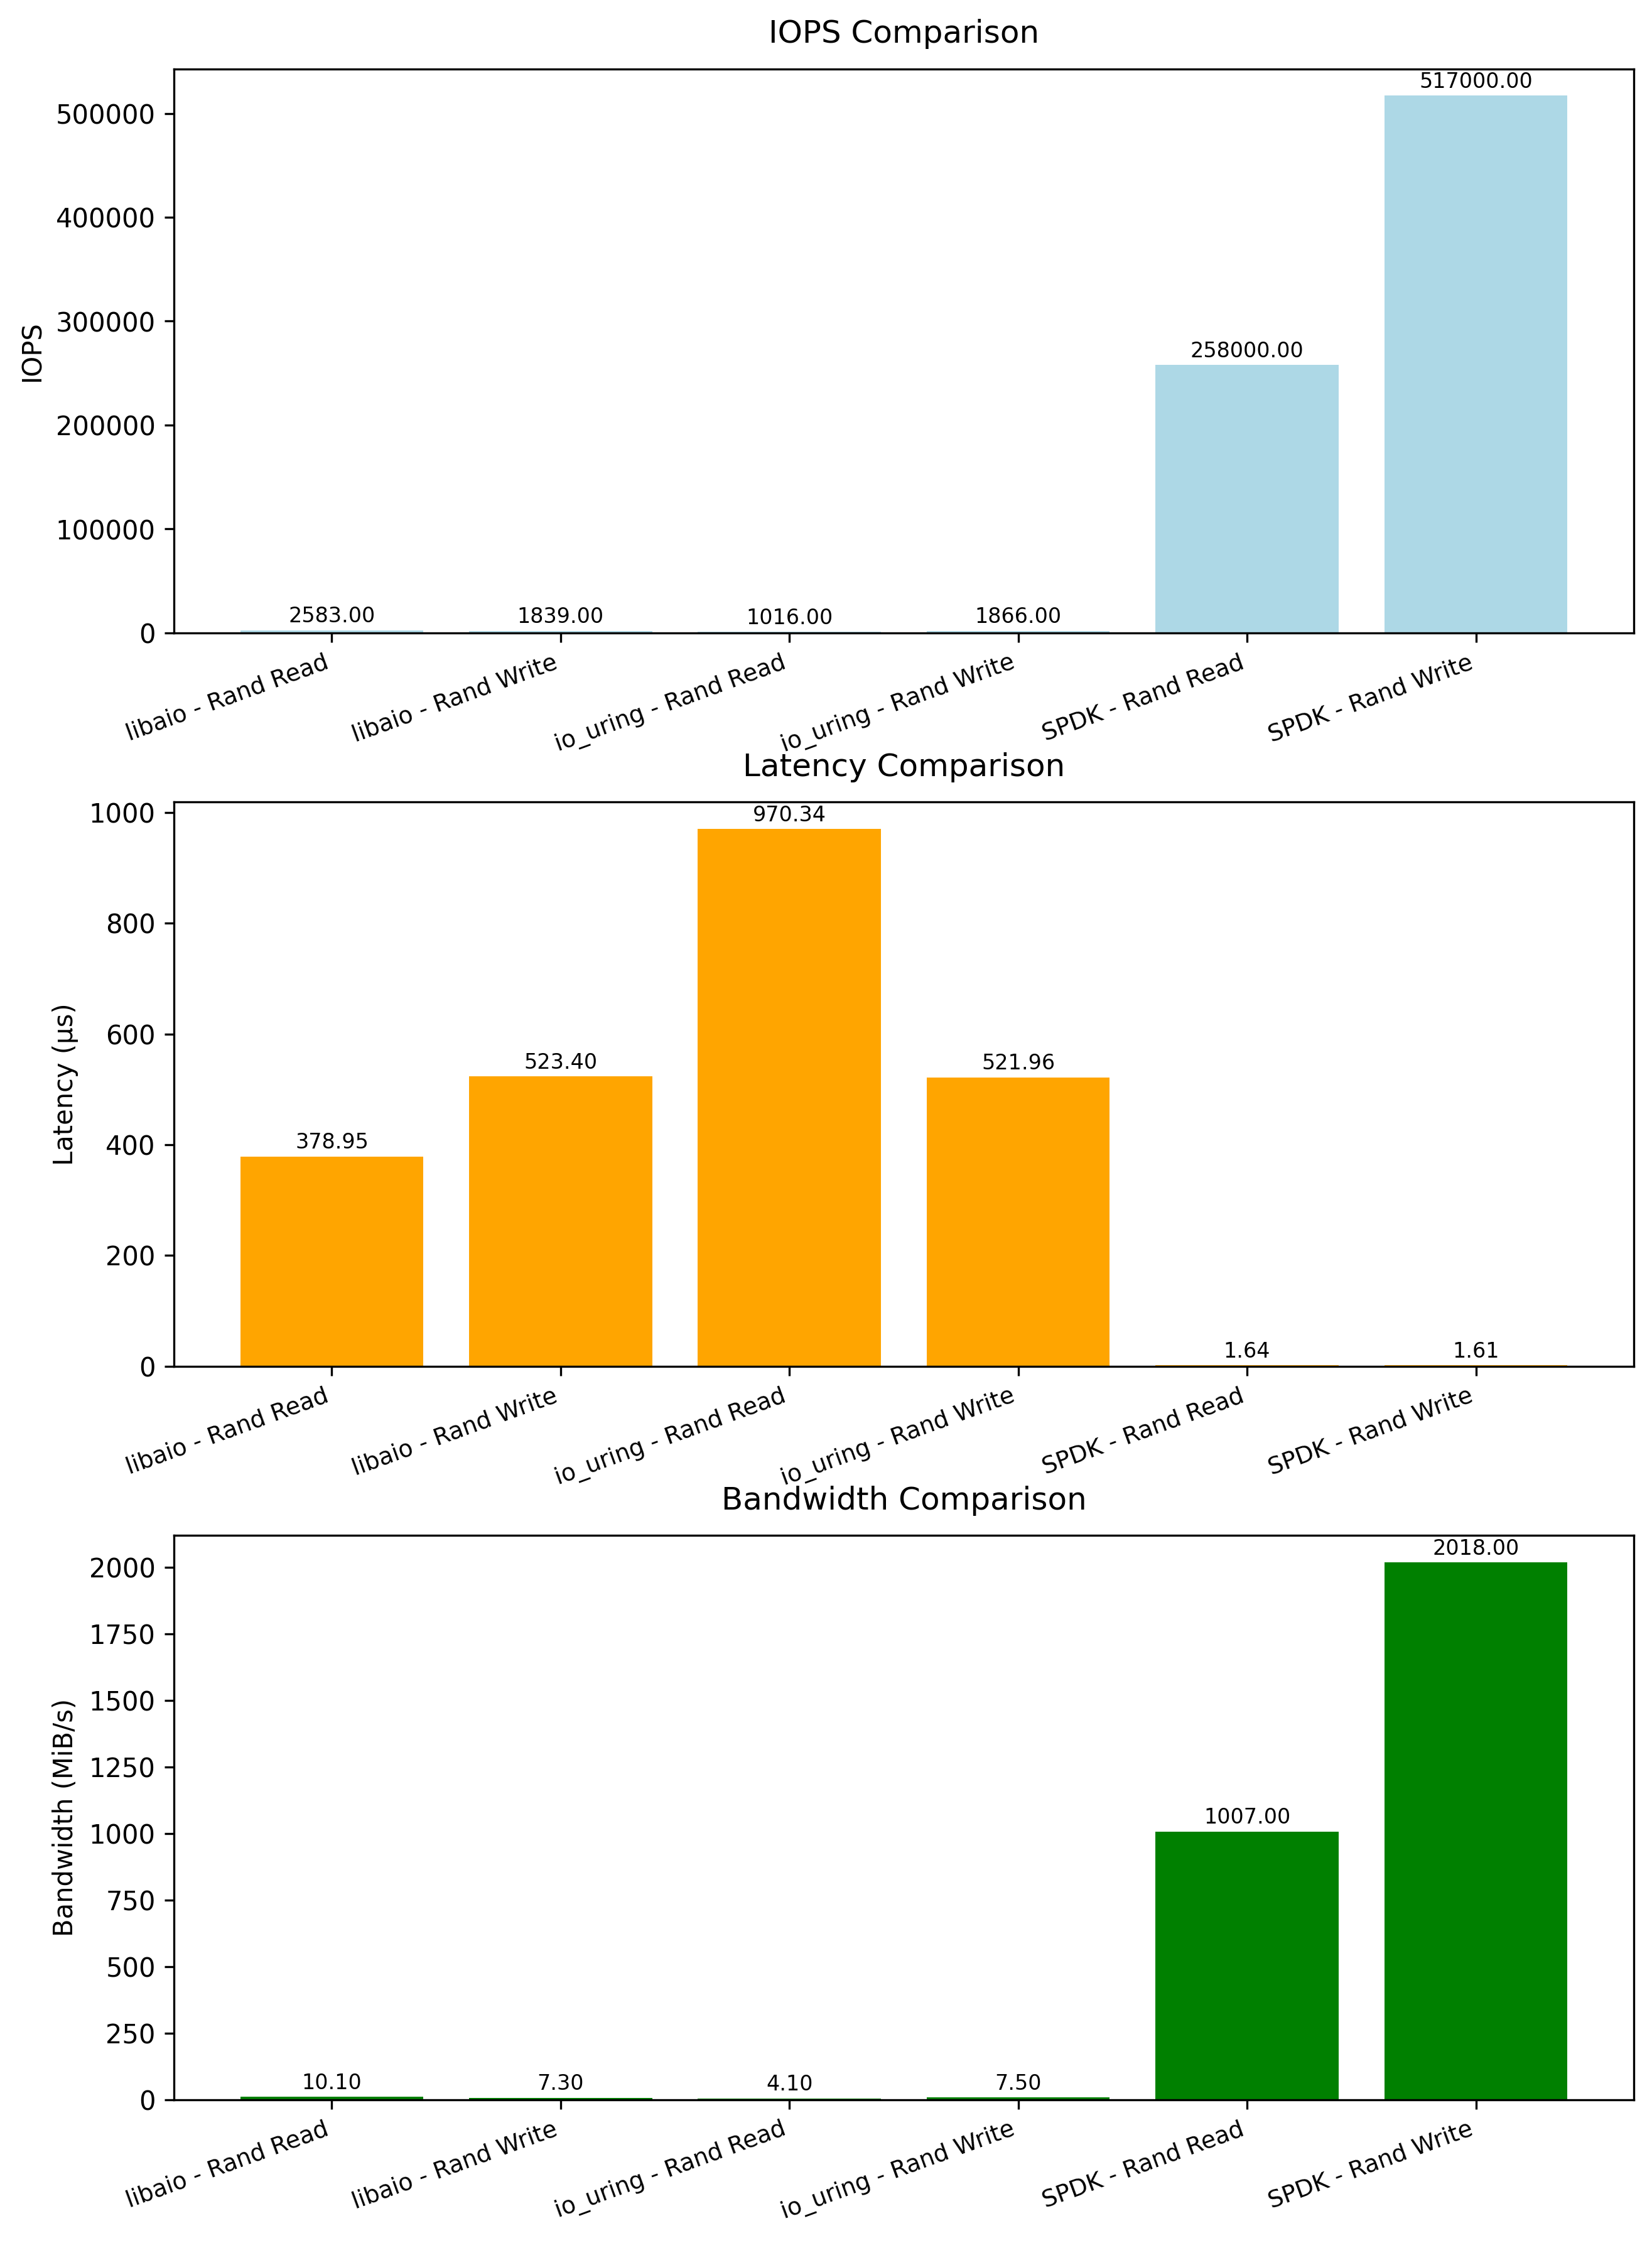 IOPS Comparison
517000.00
500000
400000
300000
258000.00
IOPS
200000
100000
2583.00 1839.00 1016.00 1866.00
0
libaio - Rand Read libaio - Rand Write io_uring - Rand Read io_uring - Rand Write SPDK - Rand Read SPDK - Rand Write
Latency Comparison
1000
970.34
800
600
523.40 521.96
Latency (μs)
400
378.95
200
1.64 1.61
0
libaio - Rand Read libaio - Rand Write io_uring - Rand Read io_uring - Rand Write SPDK - Rand Read SPDK - Rand Write
Bandwidth Comparison
2018.00
2000
1750
1500
1250
Bandwidth (MiB/s)
1000
1007.00
750
500
250
10.10 7.30 4.10 7.50
0
libaio - Rand Read libaio - Rand Write io_uring - Rand Read io_uring - Rand Write SPDK - Rand Read SPDK - Rand Write